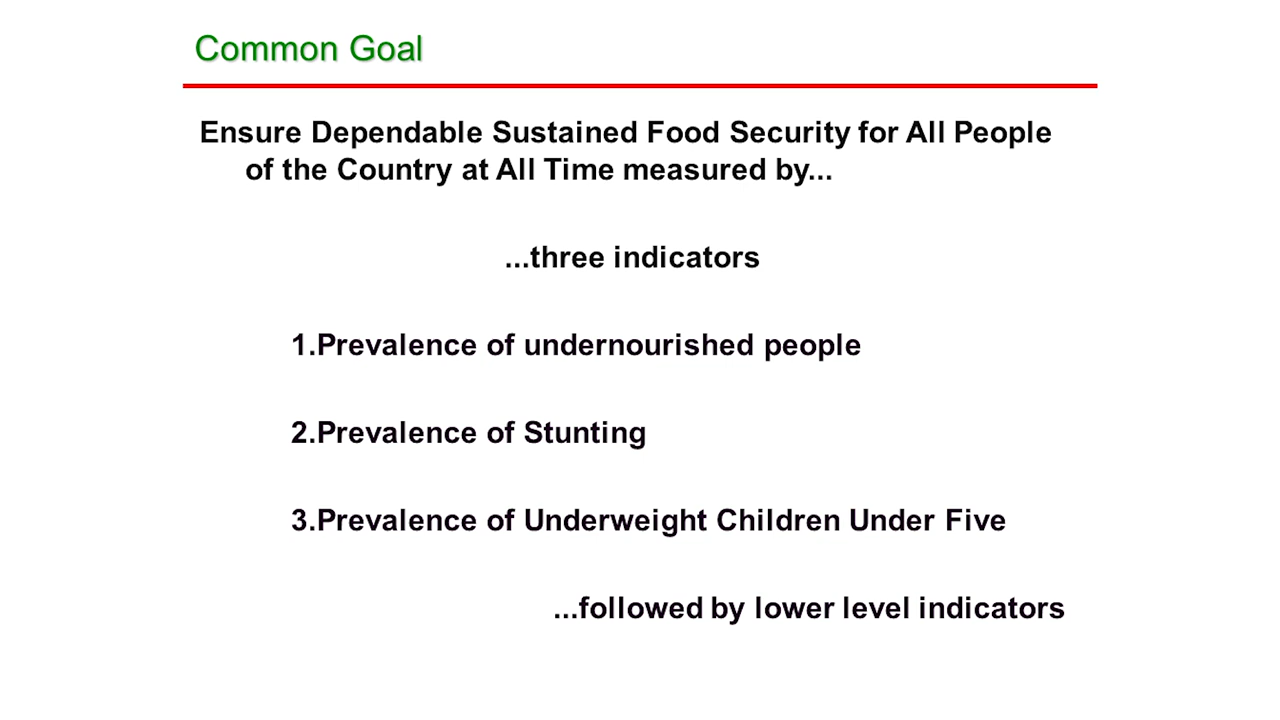 Common Goal
Ensure Dependable Sustained Food Security for All People
of the Country at All Time measured by...
...three indicators
1.Prevalence of undernourished people
2.Prevalence of Stunting
3.Prevalence of Underweight Children Under Five
...followed by lower level indicators